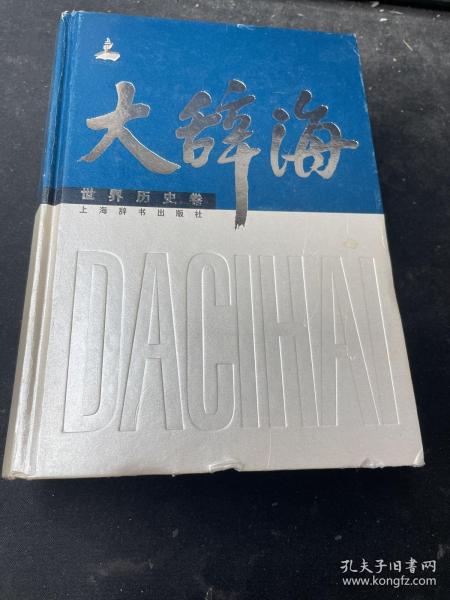 大辞海
世界历史卷
上海辞书出版社
DACIHAI
孔夫子旧书网
www.kongfz.com